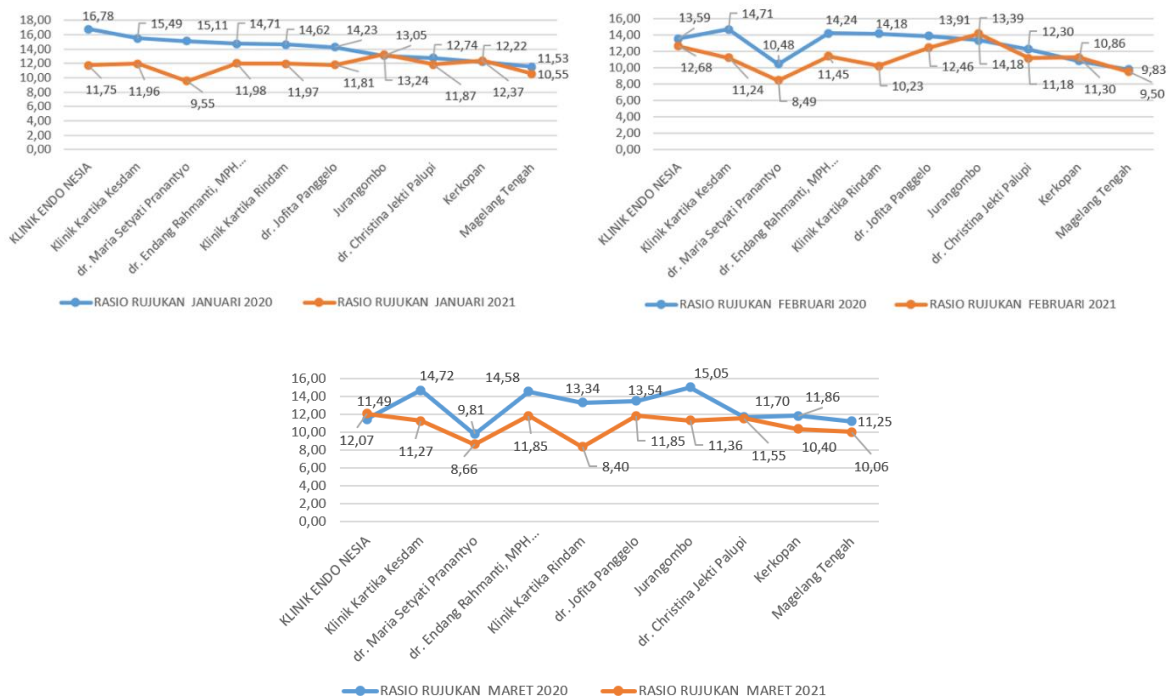 18,00
16,00
14,00
12,00
10,00
8,00
6,00
4,00
2,00
0,00
16,78
15,49
15,11
14,71
14,62
14,23
13,05
12,74
12,22
11,53
11,75
11,96
9,55
11,98
11,97
11,81
13,24
11,87
12,37
10,55
KLINIK ENDO NESIA
Klinik Kartika Kesdam
dr. Maria Setyati Pranantyo
dr. Endang Rahmanti, MPH...
Klinik Kartika Rindam
dr. Jofita Panggelo
Jurangombo
dr. Christina Jekti Palupi
Kerkopan
Magelang Tengah
RASIO RUJUKAN JANUARI 2020
RASIO RUJUKAN JANUARI 2021
16,00
14,00
12,00
10,00
8,00
6,00
4,00
2,00
0,00
13,59
14,71
10,48
14,24
14,18
13,91
13,39
12,30
10,86
9,83
12,68
11,24
8,49
11,45
10,23
12,46
14,18
11,18
11,30
9,50
KLINIK ENDO NESIA
Klinik Kartika Kesdam
dr. Maria Setyati Pranantyo
dr. Endang Rahmanti, MPH...
Klinik Kartika Rindam
dr. Jofita Panggelo
Jurangombo
dr. Christina Jekti Palupi
Kerkopan
Magelang Tengah
RASIO RUJUKAN FEBRUARI 2020
RASIO RUJUKAN FEBRUARI 2021
16,00
14,00
12,00
10,00
8,00
6,00
4,00
2,00
0,00
11,49
14,72
9,81
14,58
13,34
13,54
15,05
11,70
11,86
11,25
12,07
11,27
8,66
11,85
8,40
11,85
11,36
11,55
10,40
10,06
KLINIK ENDO NESIA
Klinik Kartika Kesdam
dr. Maria Setyati Pranantyo
dr. Endang Rahmanti, MPH...
Klinik Kartika Rindam
dr. Jofita Panggelo
Jurangombo
dr. Christina Jekti Palupi
Kerkopan
Magelang Tengah
RASIO RUJUKAN MARET 2020
RASIO RUJUKAN MARET 2021